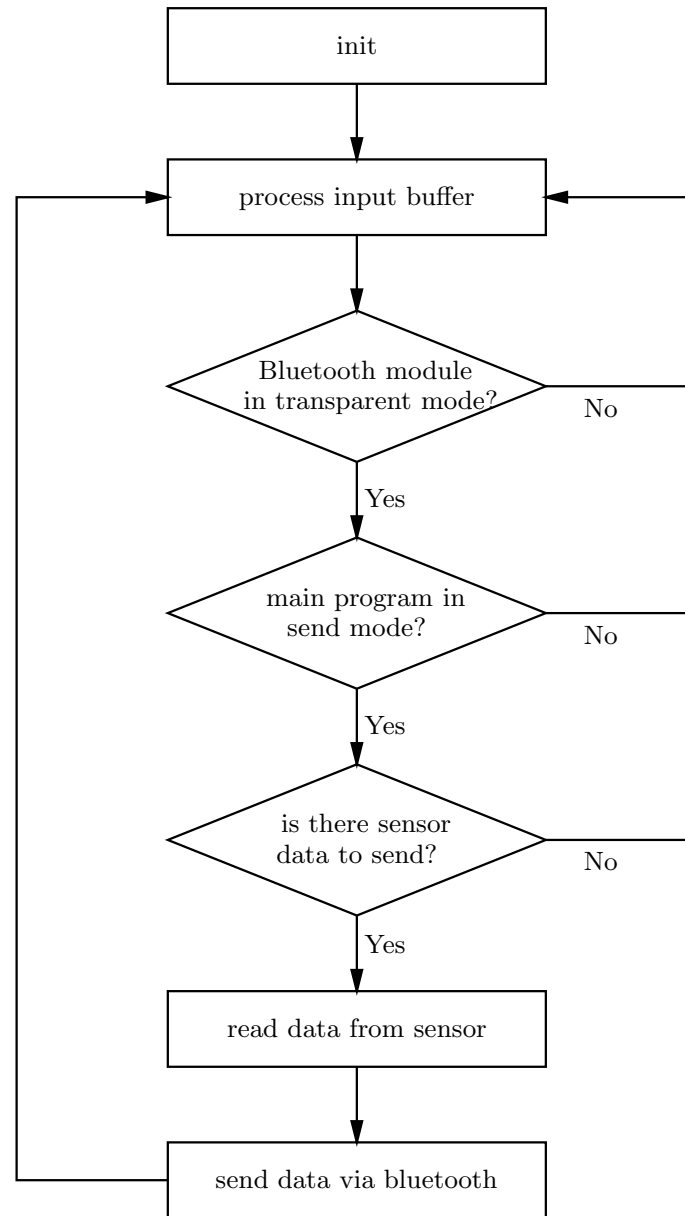 init
process input buffer
Bluetooth module
in transparent mode?
No
Yes
main program in
send mode?
No
Yes
is there sensor
data to send?
No
Yes
read data from sensor
send data via bluetooth